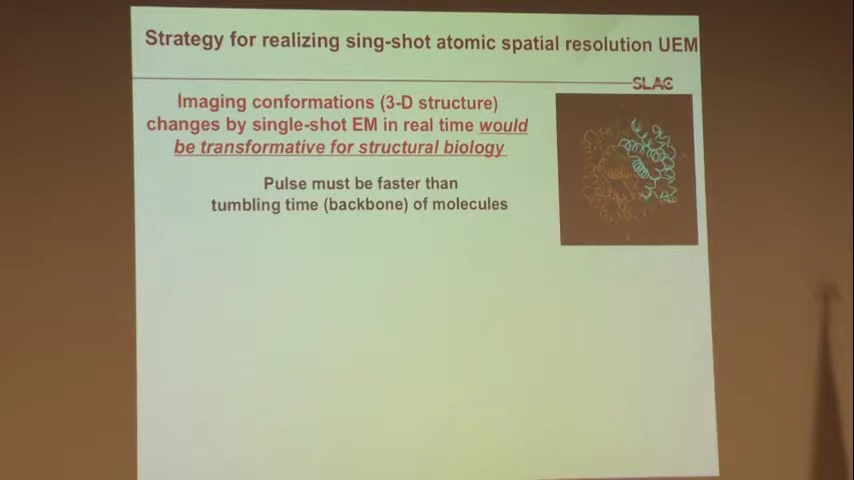 Strategy for realizing sing-shot atomic spatial resolution UEM
SLAC
Imaging conformations (3-D structure)
changes by single-shot EM in real time would
be transformative for structural biology
Pulse must be faster than
tumbling time (backbone) of molecules